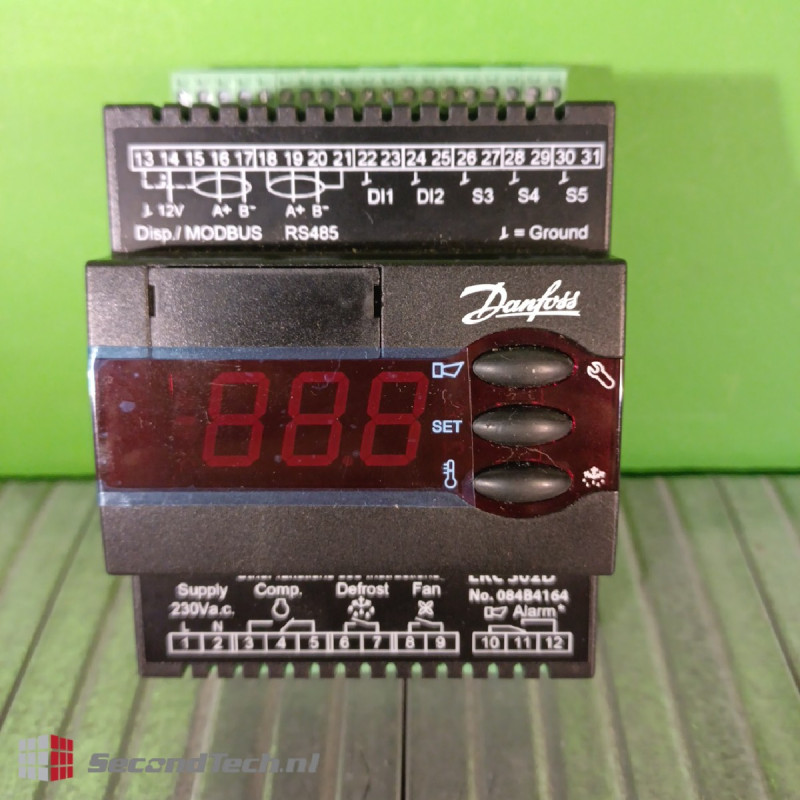 13 14 15 16 17 18 19 20 21 22 23 24 25 26 27 28 29 30 31
12V A+ B- A+ B- DI1 DI2 S3 S4 S5
Disp./ MODBUS RS485 = Ground
Danfoss
-888
SET
Supply Comp. Defrost Fan No. 084B4164
230Va.c. Alarm*
L N
1 2 3 4 5 6 7 8 9 10 11 12
SecondTech.nl